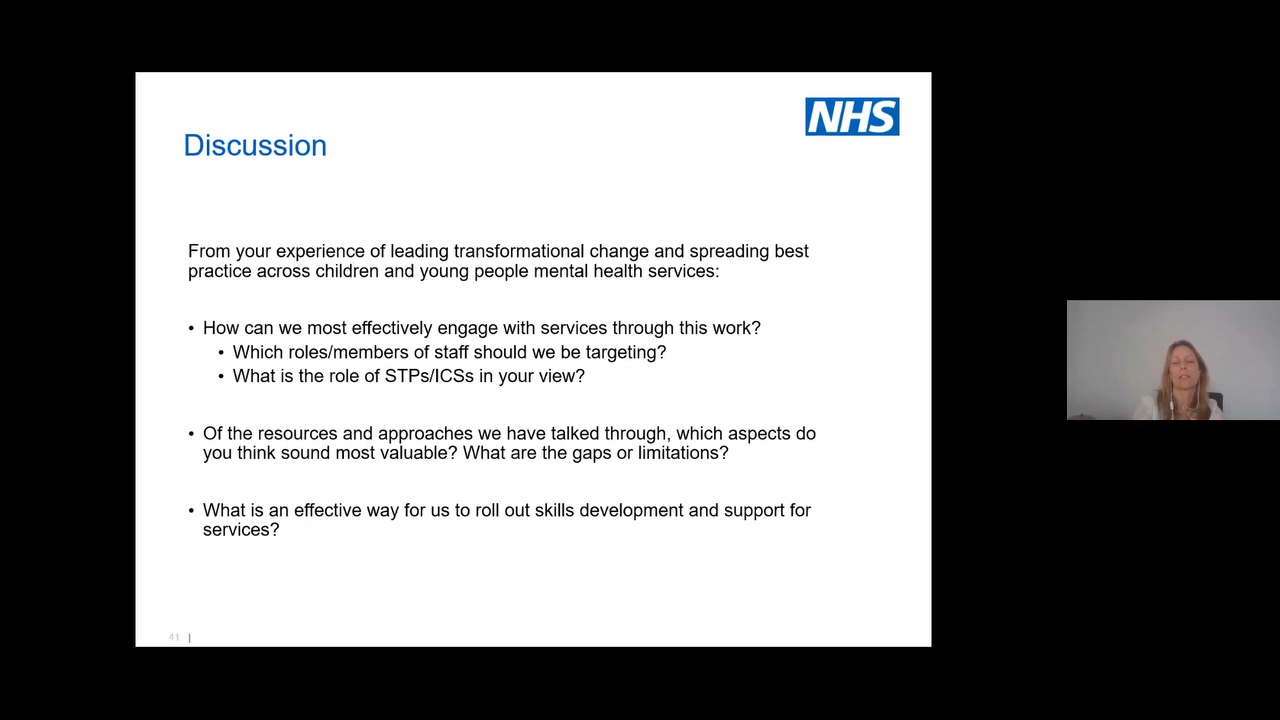 NHS
Discussion
From your experience of leading transformational change and spreading best
practice across children and young people mental health services:
• How can we most effectively engage with services through this work?
• Which roles/members of staff should we be targeting?
• What is the role of STPs/ICSs in your view?
• Of the resources and approaches we have talked through, which aspects do
you think sound most valuable? What are the gaps or limitations?
• What is an effective way for us to roll out skills development and support for
services?
41 |